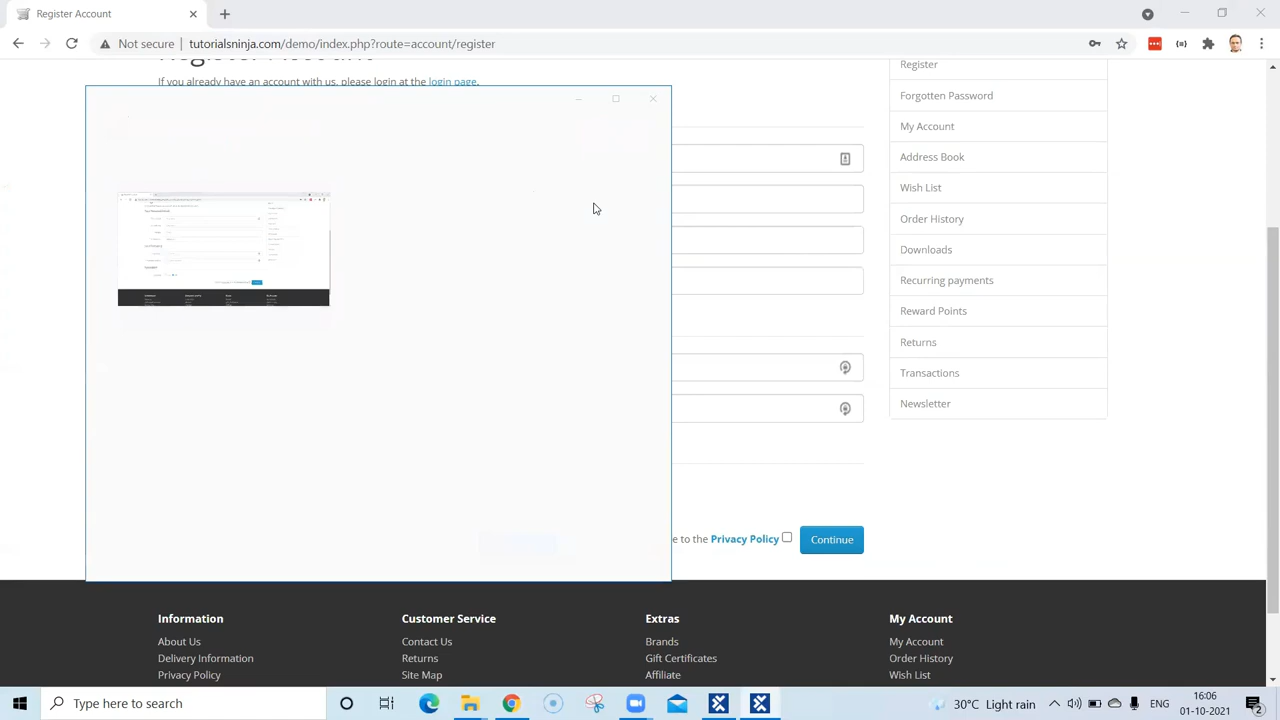 Register Account
Not secure | tutorialsninja.com/demo/index.php?route=account/register
If you already have an account with us, please login at the login page.
Register
Forgotten Password
My Account
Address Book
Wish List
Order History
Downloads
Recurring payments
Reward Points
Returns
Transactions
Newsletter
e to the Privacy Policy
Continue
Information
About Us
Delivery Information
Privacy Policy
Customer Service
Contact Us
Returns
Site Map
Extras
Brands
Gift Certificates
Affiliate
My Account
My Account
Order History
Wish List
Type here to search
30°C Light rain
ENG
16:06
01-10-2021
2